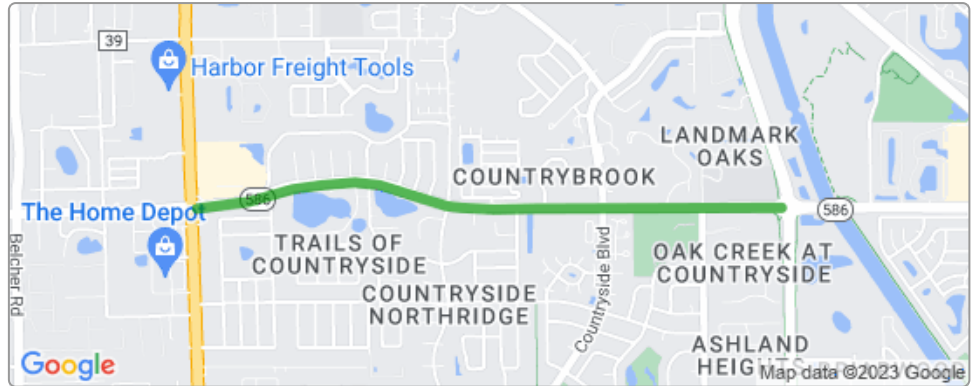 39
Harbor Freight Tools
LANDMARK
OAKS
COUNTRYBROOK
586
586
The Home Depot
Belcher Rd
TRAILS OF
COUNTRYSIDE
Countryside Blvd
OAK CREEK AT
COUNTRYSIDE
COUNTRYSIDE
NORTHRIDGE
ASHLAND
HEIGHTS
Google
Map data ©2023 Google